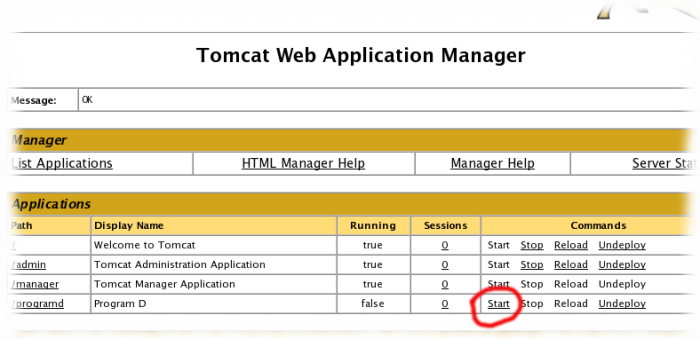 Tomcat Web Application Manager
Message: OK
Manager
List Applications HTML Manager Help Manager Help Server Stat
Applications
Path Display Name Running Sessions Commands
/ Welcome to Tomcat true 0 Start Stop Reload Undeploy
/admin Tomcat Administration Application true 0 Start Stop Reload Undeploy
/manager Tomcat Manager Application true 0 Start Stop Reload Undeploy
/programd Program D false 0 Start Stop Reload Undeploy